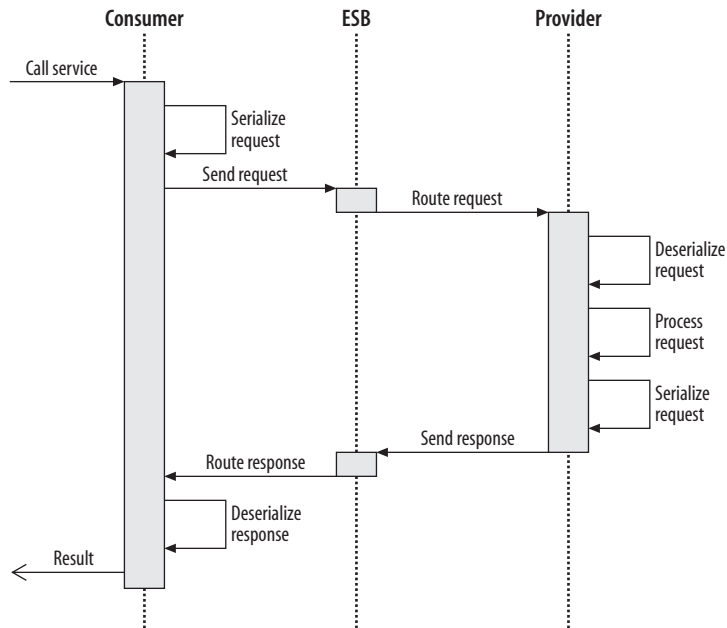 Consumer
ESB
Provider
Call service
Serialize
request
Send request
Route request
Deserialize
request
Process
request
Serialize
request
Send response
Route response
Deserialize
response
Result